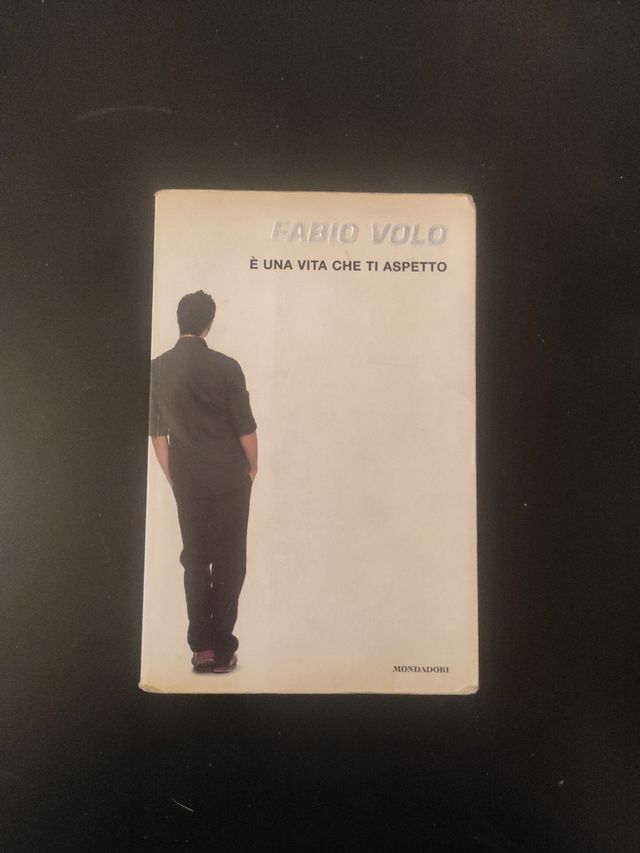 FABIO VOLO
È UNA VITA CHE TI ASPETTO
MONDADORI